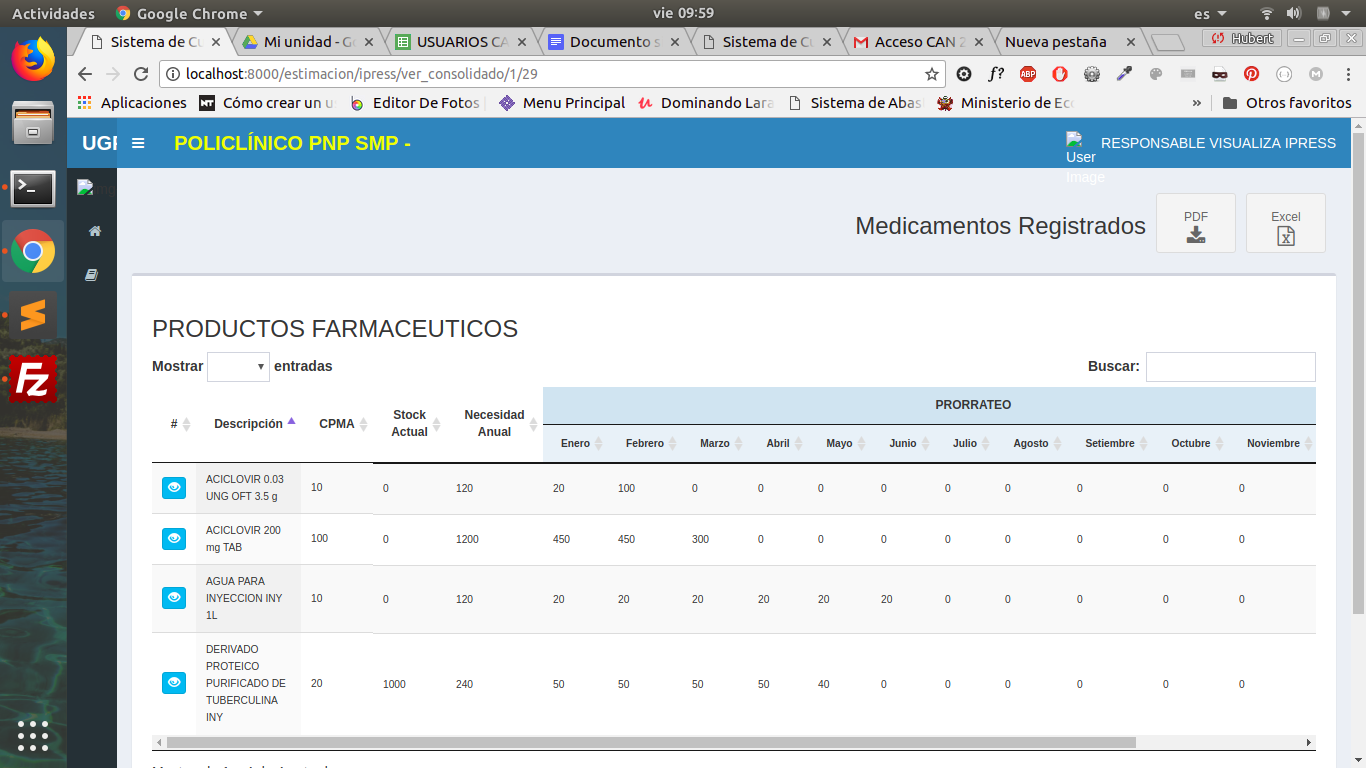 Actividades Google Chrome vie 09:59 es
Sistema de Cu Mi unidad - Go USUARIOS CA Documento s Sistema de Cu Acceso CAN 2 Nueva pestaña Hubert
localhost:8000/estimacion/ipress/ver_consolidado/1/29
Aplicaciones Cómo crear un u Editor De Fotos Menu Principal Dominando Lara Sistema de Abas Ministerio de Eco » Otros favoritos
POLICLÍNICO PNP SMP - User Image RESPONSABLE VISUALIZA IPRESS
Medicamentos Registrados PDF Excel
PRODUCTOS FARMACEUTICOS
Mostrar entradas Buscar:
PRORRATEO
# Descripción CPMA Stock Actual Necesidad Anual Enero Febrero Marzo Abril Mayo Junio Julio Agosto Setiembre Octubre Noviembre
ACICLOVIR 0.03 UNG OFT 3.5 g 10 0 120 20 100 0 0 0 0 0 0 0 0 0
ACICLOVIR 200 mg TAB 100 0 1200 450 450 300 0 0 0 0 0 0 0 0
AGUA PARA INYECCION INY 1L 10 0 120 20 20 20 20 20 20 0 0 0 0 0
DERIVADO PROTEICO PURIFICADO DE TUBERCULINA INY 20 1000 240 50 50 50 50 40 0 0 0 0 0 0